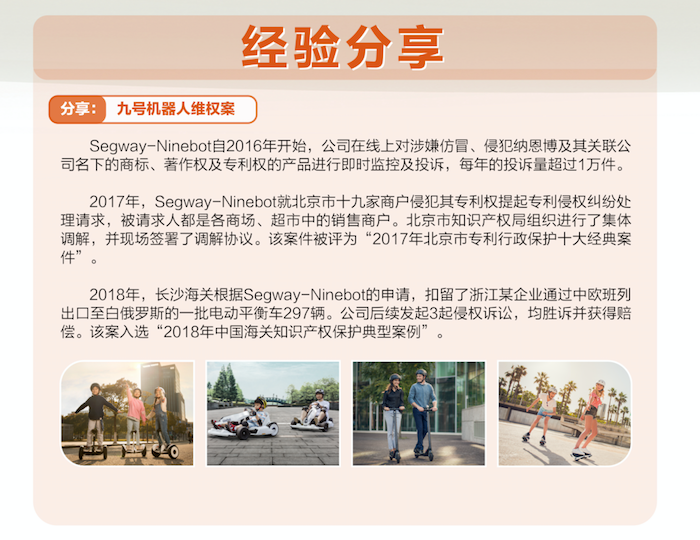 经验分享
分享： 九号机器人维权案
Segway-Ninebot自2016年开始，公司在线上对涉嫌仿冒、侵犯纳恩博及其关联公
司名下的商标、著作权及专利权的产品进行即时监控及投诉，每年的投诉量超过1万件。
2017年，Segway-Ninebot就北京市十九家商户侵犯其专利权提起专利侵权纠纷处
理请求，被请求人都是各商场、超市中的销售商户。北京市知识产权局组织进行了集体
调解，并现场签署了调解协议。该案件被评为“2017年北京市专利行政保护十大经典案
件”。
2018年，长沙海关根据Segway-Ninebot的申请，扣留了浙江某企业通过中欧班列
出口至白俄罗斯的一批电动平衡车297辆。公司后续发起3起侵权诉讼，均胜诉并获得赔
偿。该案入选“2018年中国海关知识产权保护典型案例”。